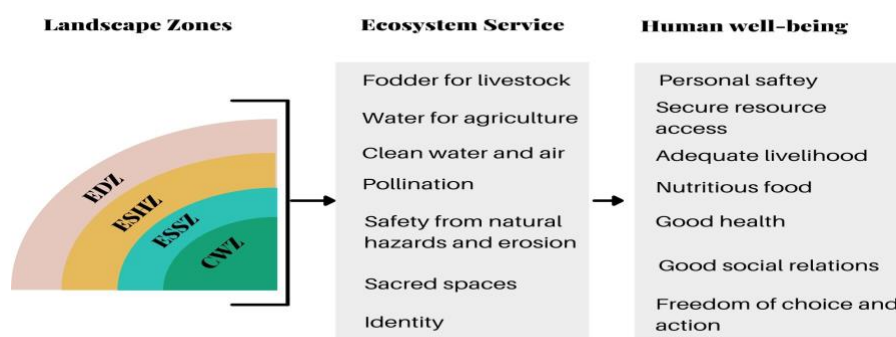 Landscape Zones
EDZ
ESHZ
ESSZ
CWZ
Ecosystem Service
Fodder for livestock
Water for agriculture
Clean water and air
Pollination
Safety from natural
hazards and erosion
Sacred spaces
Identity
Human well-being
Personal saftey
Secure resource
access
Adequate livelihood
Nutritious food
Good health
Good social relations
Freedom of choice and
action